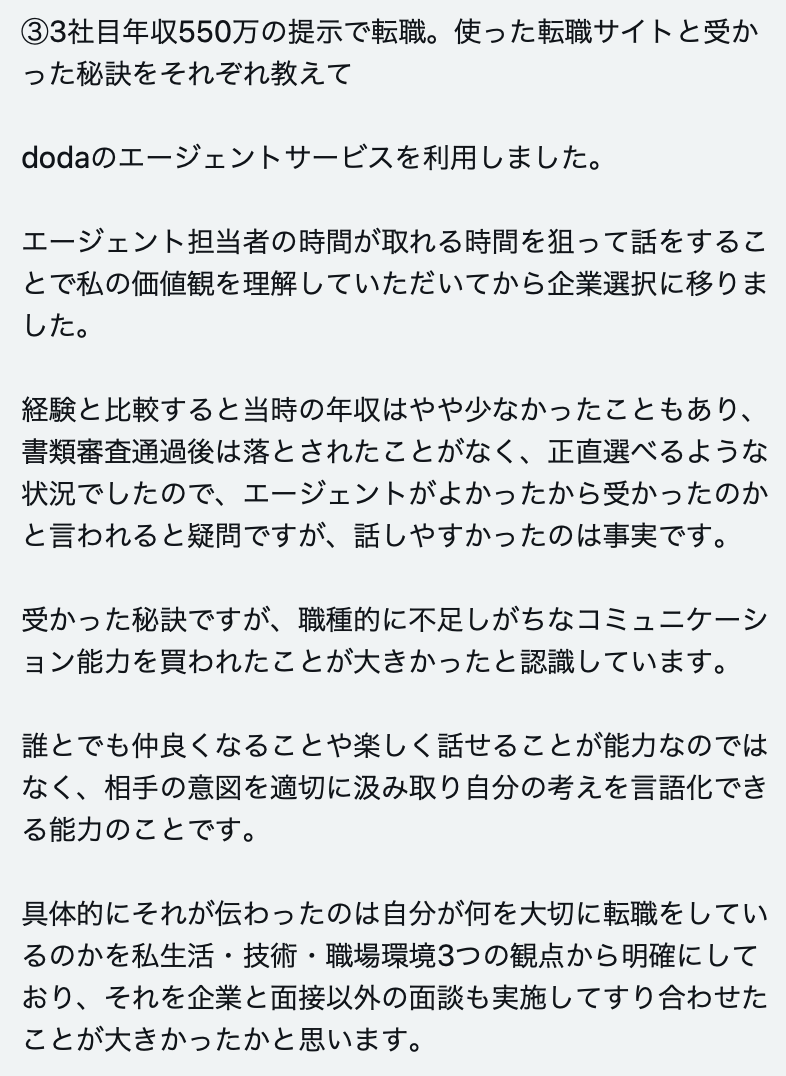 ③3社目年収550万の提示で転職。使った転職サイトと受か
った秘訣をそれぞれ教えて
dodaのエージェントサービスを利用しました。
エージェント担当者の時間が取れる時間を狙って話をするこ
とで私の価値観を理解していただいてから企業選択に移りま
した。
経験と比較すると当時の年収はやや少なかったこともあり、
書類審査通過後は落とされたことがなく、正直選べるような
状況でしたので、エージェントがよかったから受かったのか
と言われると疑問ですが、話しやすかったのは事実です。
受かった秘訣ですが、職種的に不足しがちなコミュニケーシ
ョン能力を買われたことが大きかったと認識しています。
誰とでも仲良くなることや楽しく話せることが能力なのでは
なく、相手の意図を適切に汲み取り自分の考えを言語化でき
る能力のことです。
具体的にそれが伝わったのは自分が何を大切に転職をしてい
るのかを私生活・技術・職場環境3つの観点から明確にして
おり、それを企業と面接以外の面談も実施してすり合わせた
ことが大きかったかと思います。